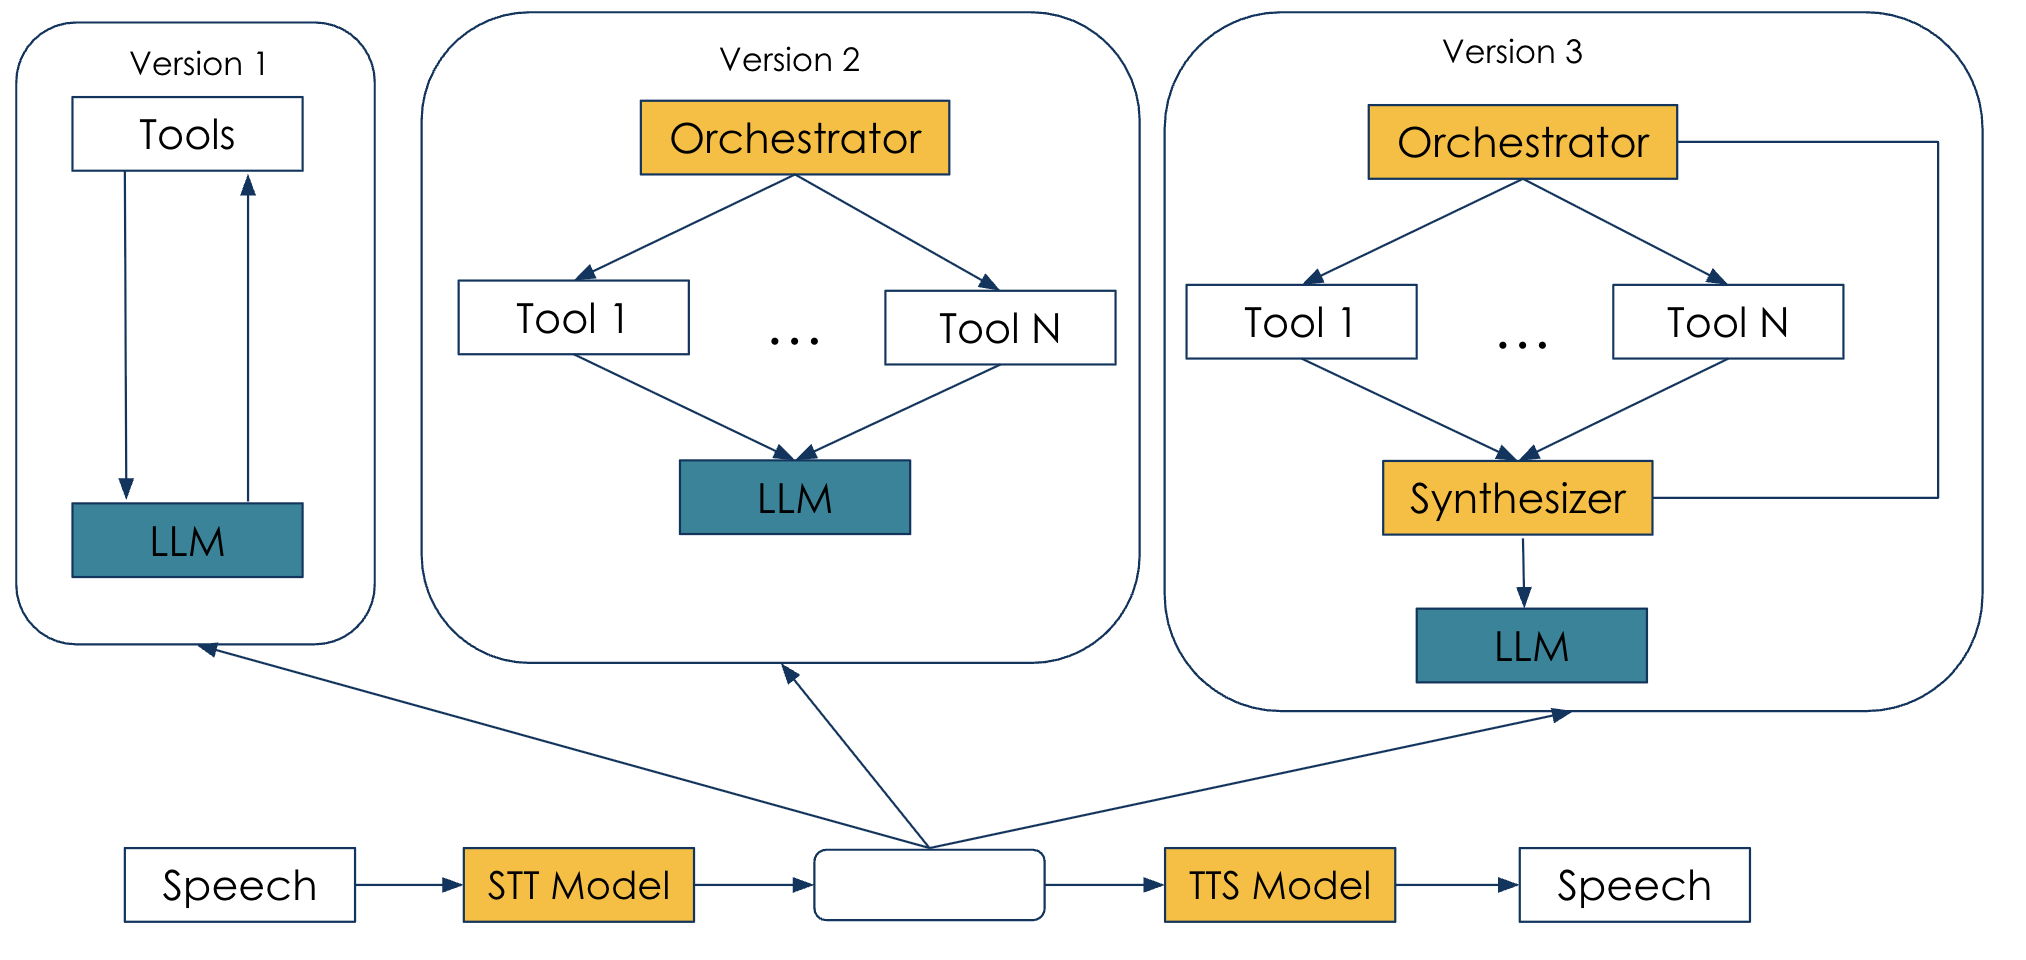 Version 1
Tools
LLM
Version 2
Orchestrator
Tool 1
...
Tool N
LLM
Version 3
Orchestrator
Tool 1
...
Tool N
Synthesizer
LLM
Speech
STT Model
TTS Model
Speech